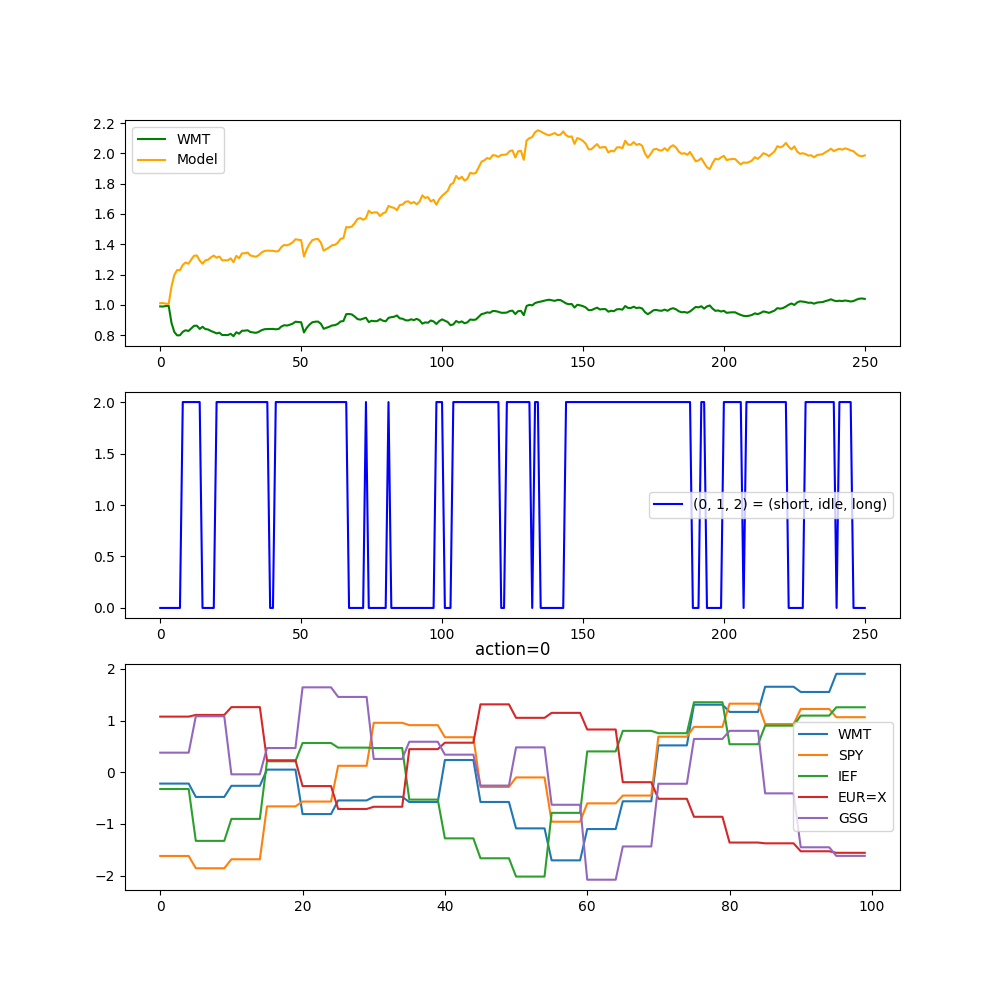 2.2
2.0
1.8
1.6
1.4
1.2
1.0
0.8
WMT
Model
0 50 100 150 200 250
2.0
1.5
1.0
0.5
0.0
(0, 1, 2) = (short, idle, long)
0 50 100 150 200 250
action=0
2
1
0
−1
−2
WMT
SPY
IEF
EUR=X
GSG
0 20 40 60 80 100